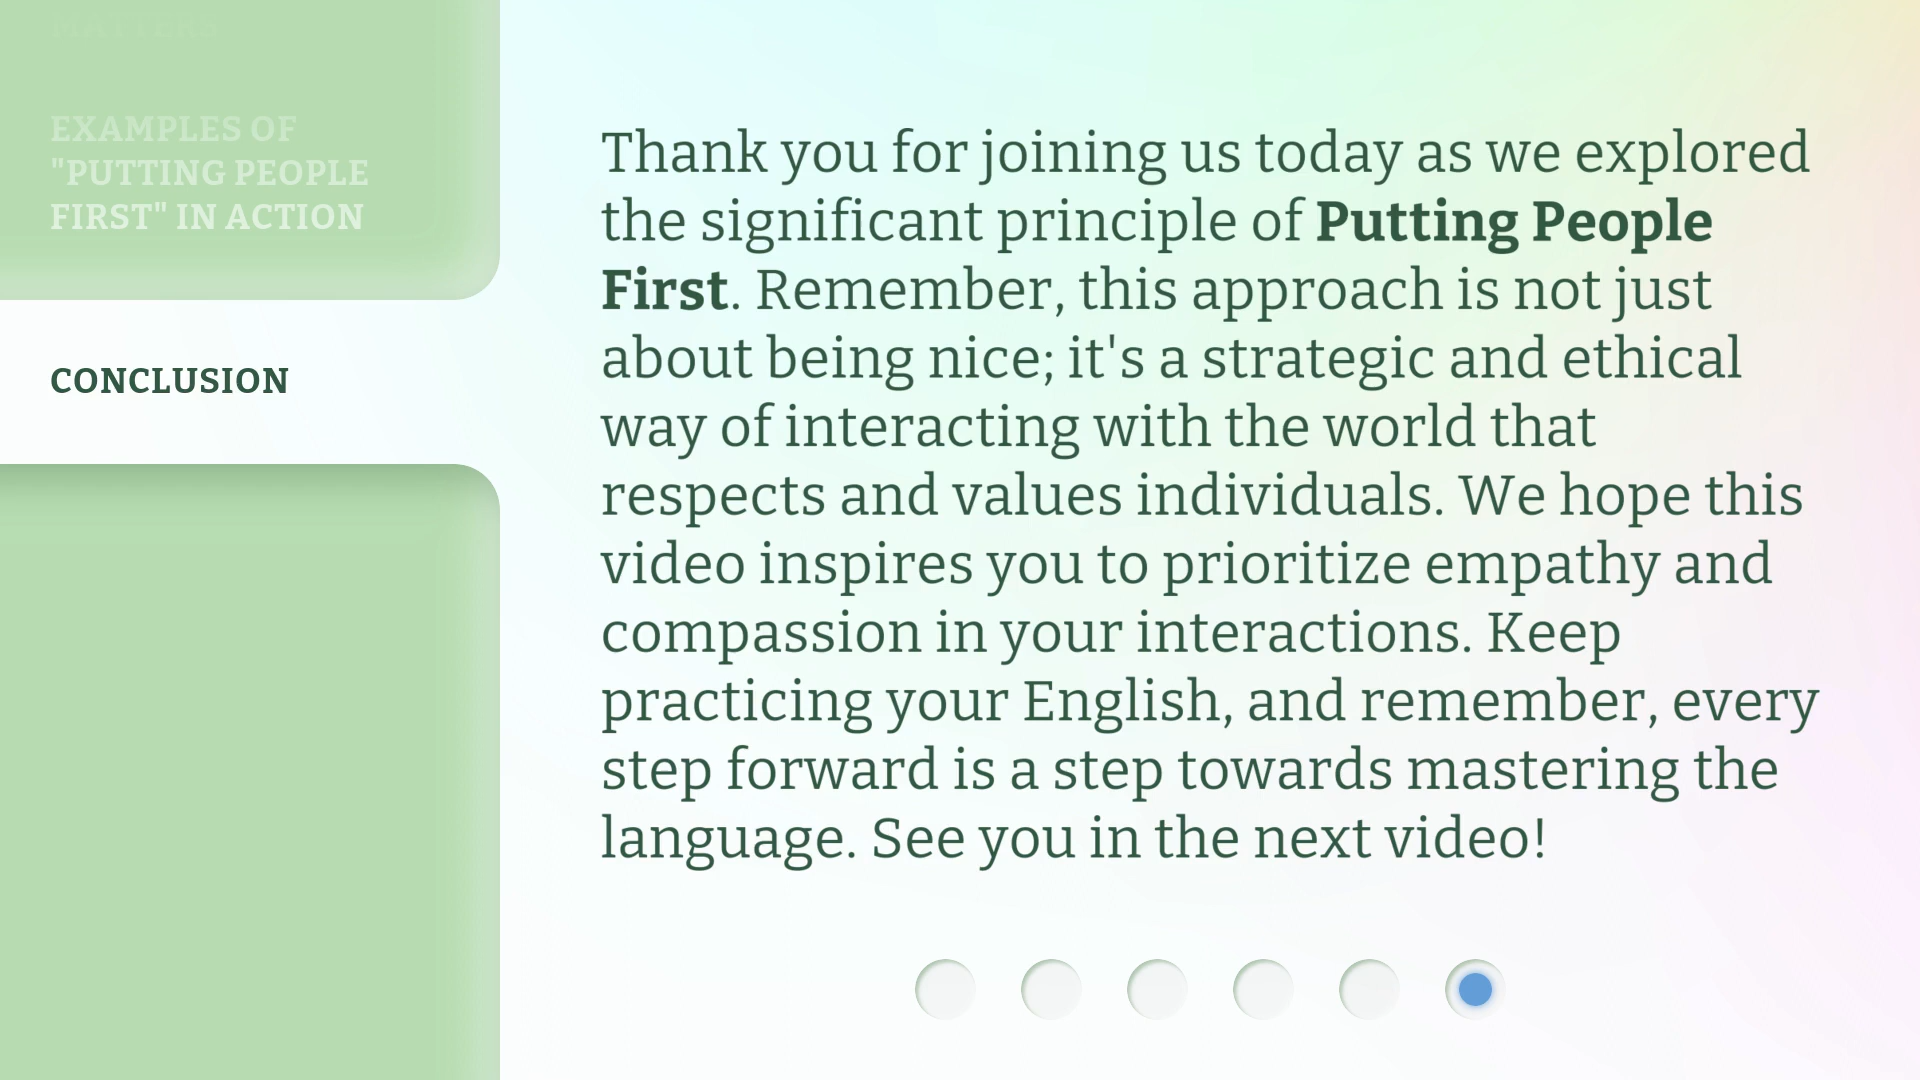 MATTERS
EXAMPLES OF
"PUTTING PEOPLE
FIRST" IN ACTION
CONCLUSION
Thank you for joining us today as we explored
the significant principle of Putting People
First. Remember, this approach is not just
about being nice; it's a strategic and ethical
way of interacting with the world that
respects and values individuals. We hope this
video inspires you to prioritize empathy and
compassion in your interactions. Keep
practicing your English, and remember, every
step forward is a step towards mastering the
language. See you in the next video!